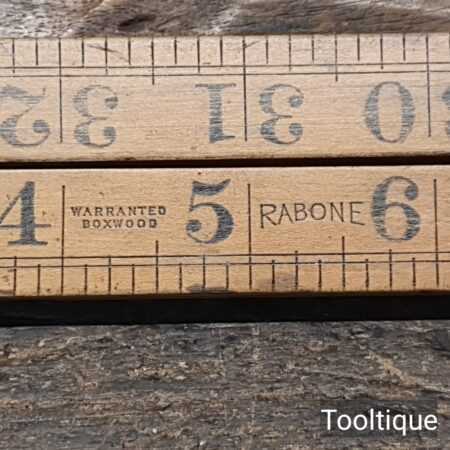 30 31 32
4 WARRANTED BOXWOOD 5 RABONE 6
Tooltique